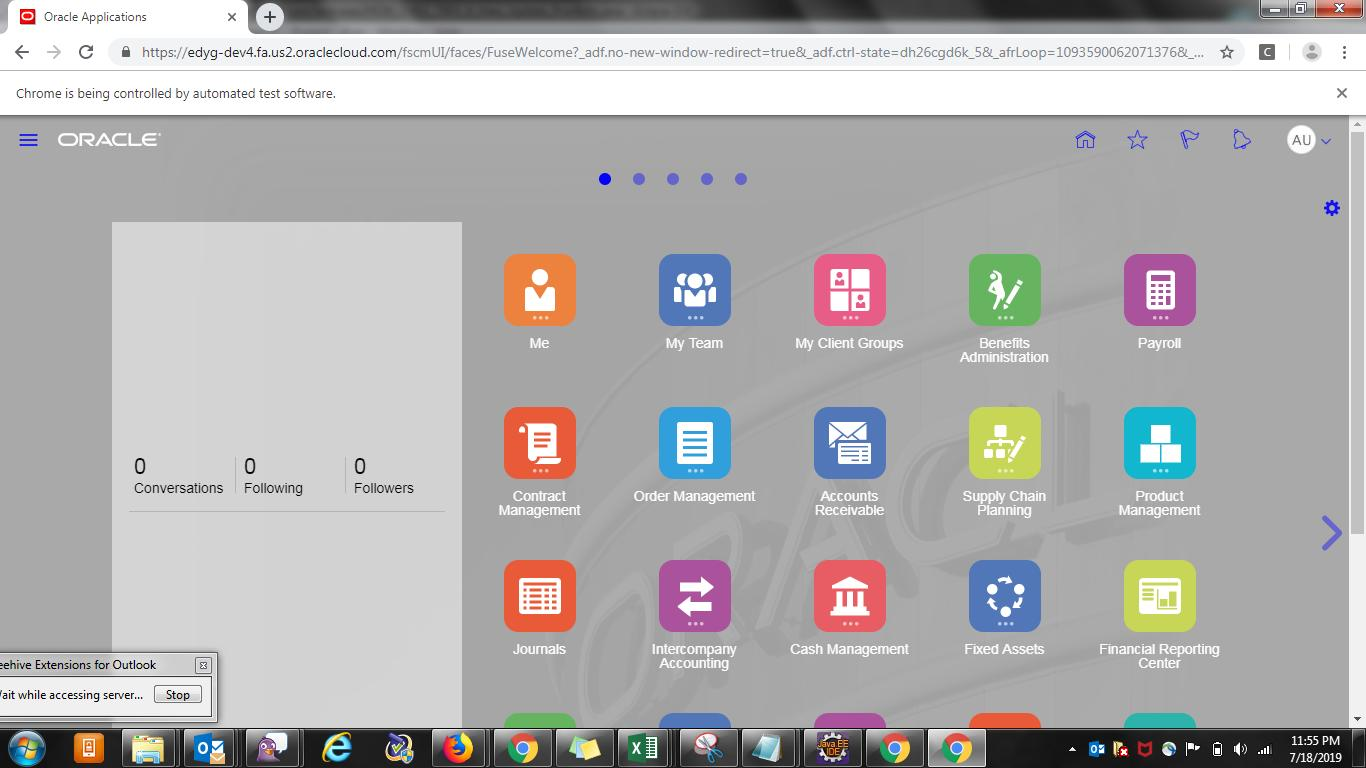 Oracle Applications
https://edyg-dev4.fa.us2.oraclecloud.com/fscmUI/faces/FuseWelcome?_adf.no-new-window-redirect=true&_adf.ctrl-state=dh26cgd6k_5&_afrLoop=1093590062071376&_...
C
Chrome is being controlled by automated test software.
ORACLE
AU
Me
My Team
My Client Groups
Benefits
Administration
Payroll
0
Conversations
0
Following
0
Followers
Contract
Management
Order Management
Accounts
Receivable
Supply Chain
Planning
Product
Management
Journals
Intercompany
Accounting
Cash Management
Fixed Assets
Financial Reporting
Center
eehive Extensions for Outlook
ait while accessing server...
Stop
Java EE
IDE
11:55 PM
7/18/2019